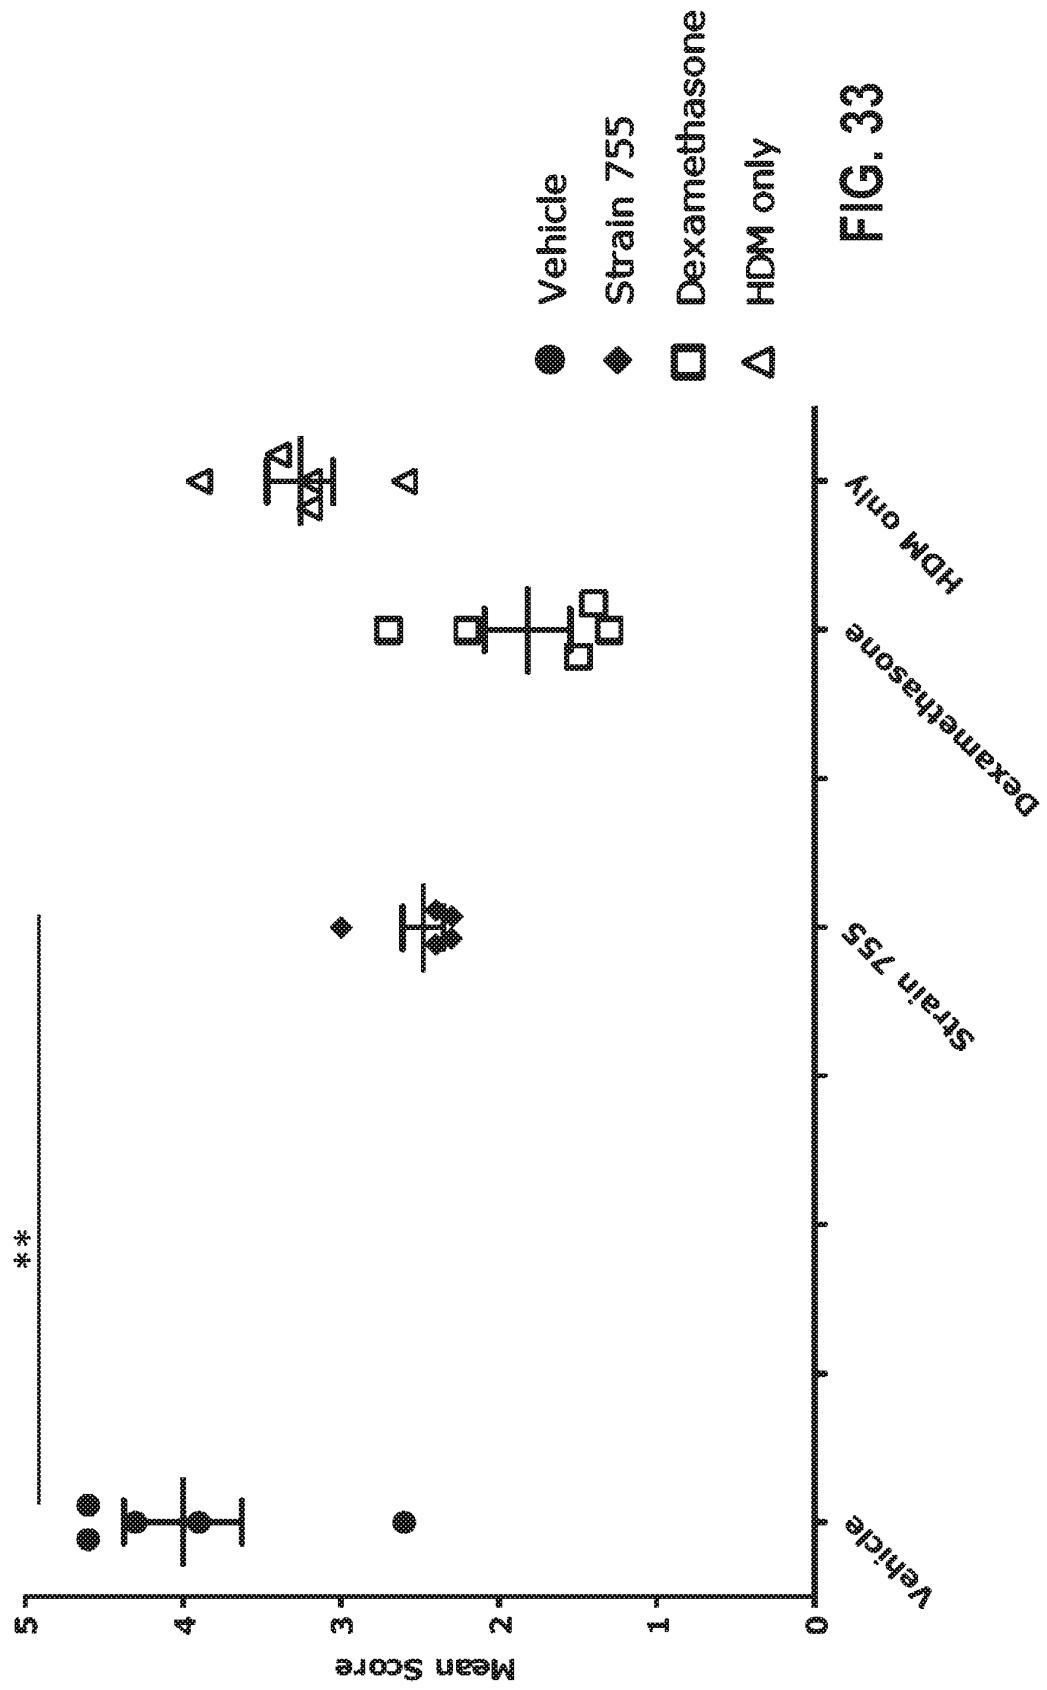 **
Mean Score
5
4
3
2
1
0
Vehicle
Strain 755
Dexamethasone
HDM only
Vehicle
Strain 755
Dexamethasone
HDM only
FIG. 33